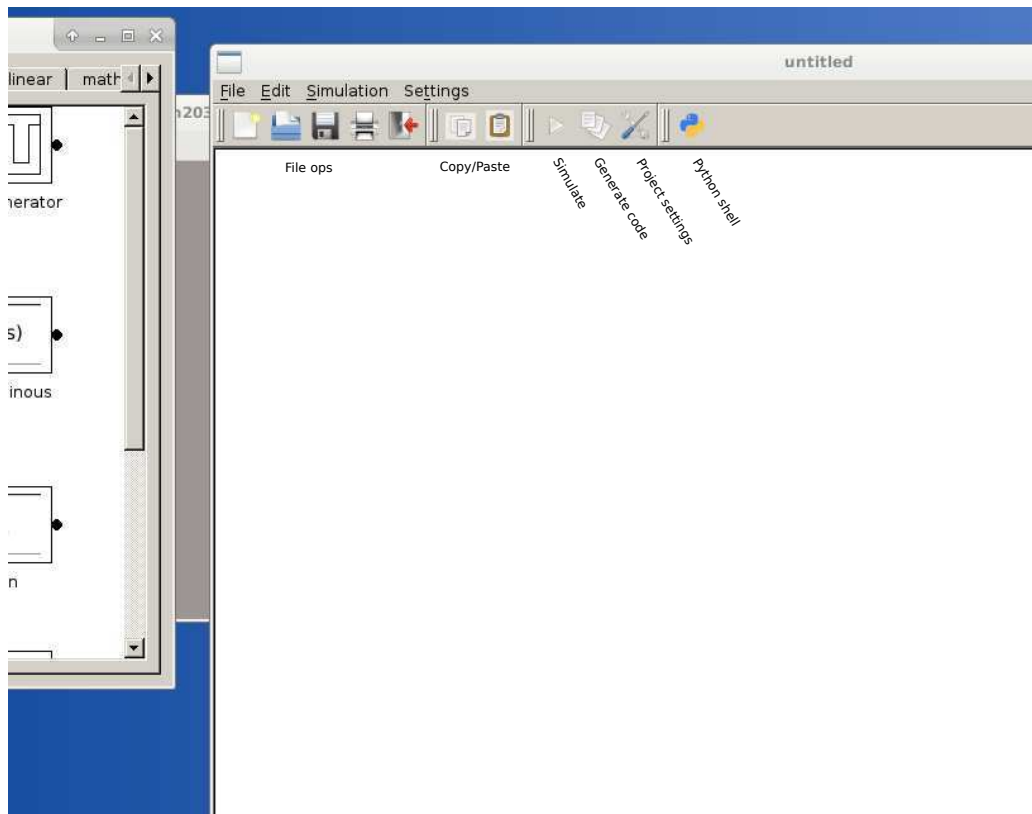 untitled
File Edit Simulation Settings
File ops Copy/Paste Simulate Generate code Project settings Python shell
linear math
erator
s)
inous
n